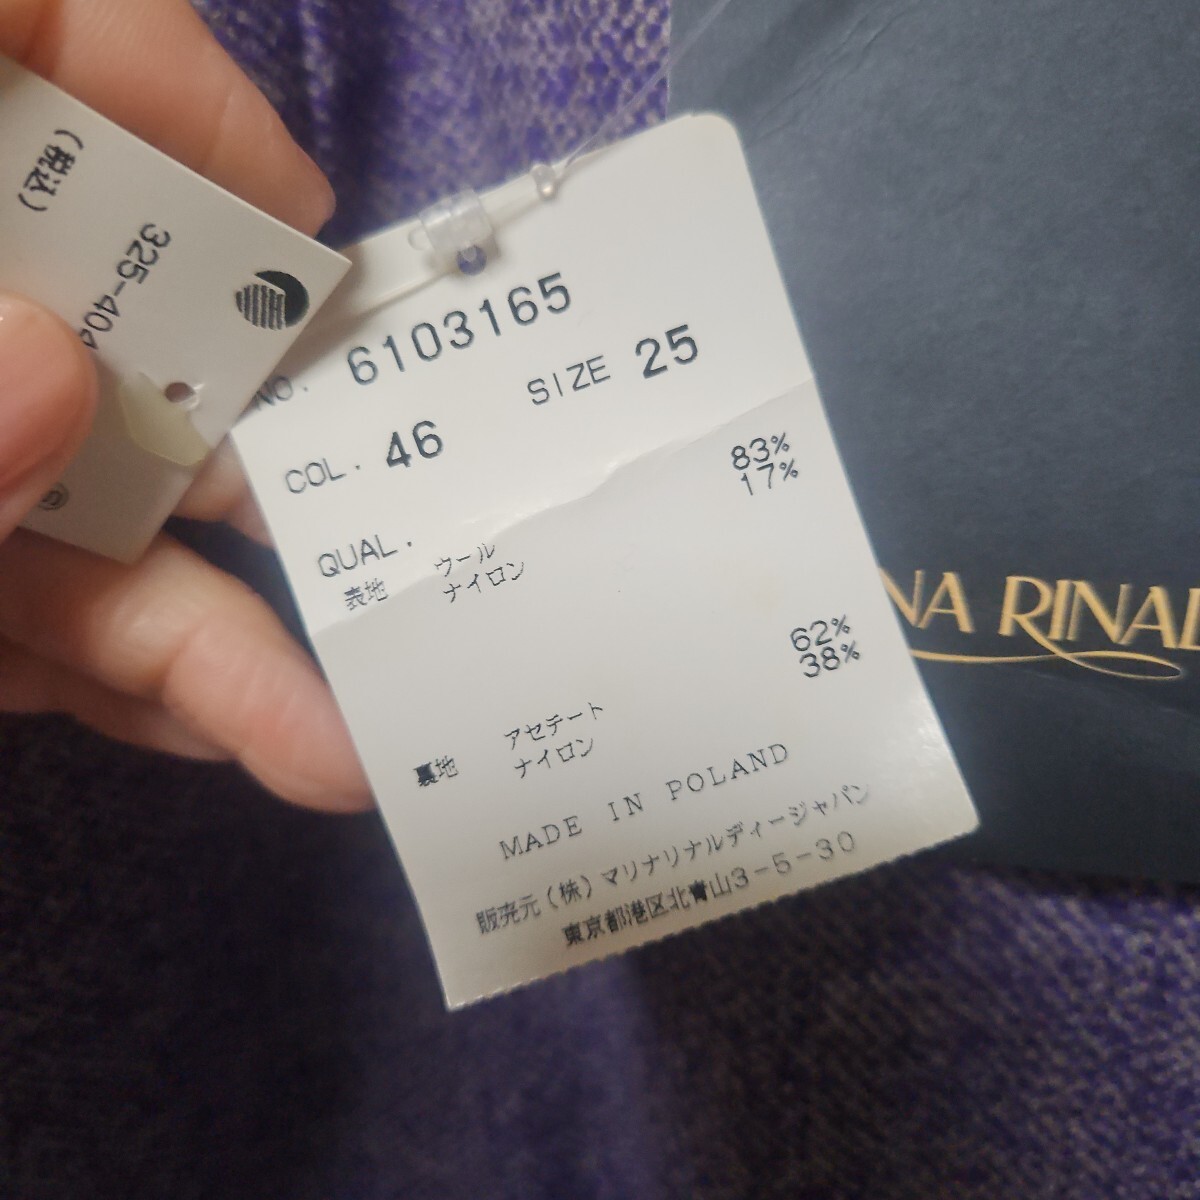 (税込)
325-40
NO. 6103165
COL. 46 SIZE 25
QUAL.
表地 ウール 83%
ナイロン 17%
裏地 アセテート 62%
ナイロン 38%
MADE IN POLAND
販売元(株)マリナリナルディージャパン
東京都港区北青山3-5-30
NA RINAL